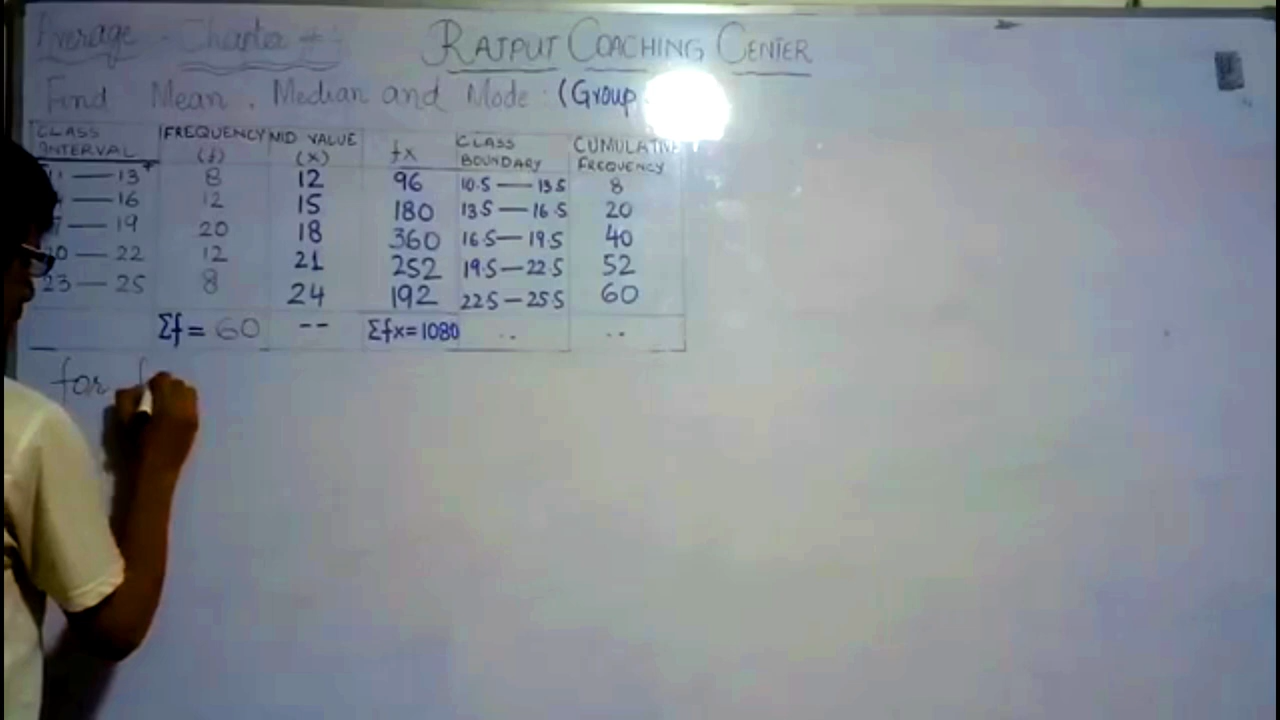 Average - Chapter #
RAJPUT COACHING CENTER
Find Mean, Median and Mode: (Group
CLASS INTERVAL FREQUENCY (f) MID VALUE (x) fx CLASS BOUNDARY CUMULATIVE FREQUENCY
11 — 13 8 12 96 10.5 — 13.5 8
— 16 12 15 180 13.5 — 16.5 20
— 19 20 18 360 16.5 — 19.5 40
— 22 12 21 252 19.5 — 22.5 52
23 — 25 8 24 192 22.5 — 25.5 60
Σf = 60 -- Σfx=1080 .. ..
for